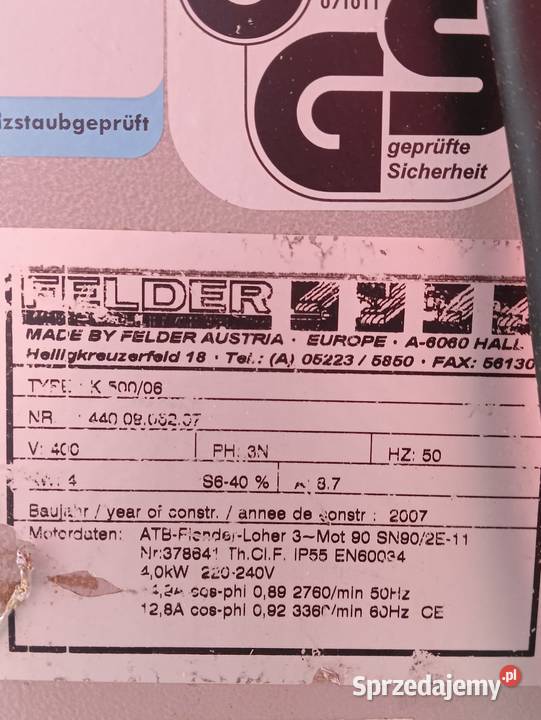 geprüfte
Sicherheit
FELDER
MADE BY FELDER AUSTRIA · EUROPE · A-6060 HALL
Heiligkreuzerfeld 18 · Tel.: (A) 05223 / 5850 · FAX: 56130
TYPE: K 500/06
NR 440.09.
V: 400 PH: 3N HZ: 50
4 S6-40 % A: 8.7
Baujahr / year of constr. / annee de constr : 2007
Motordaten: ATB-Flender-Loher 3~Mot 90 SN90/2E-11
Nr:378641 Th.Cl.F. IP55 EN60034
4,0kW 220-240V
cos-phi 0,89 2760/min 50Hz
12,8A cos-phi 0,92 3360/min 60Hz CE
Sprzedajemy.pl